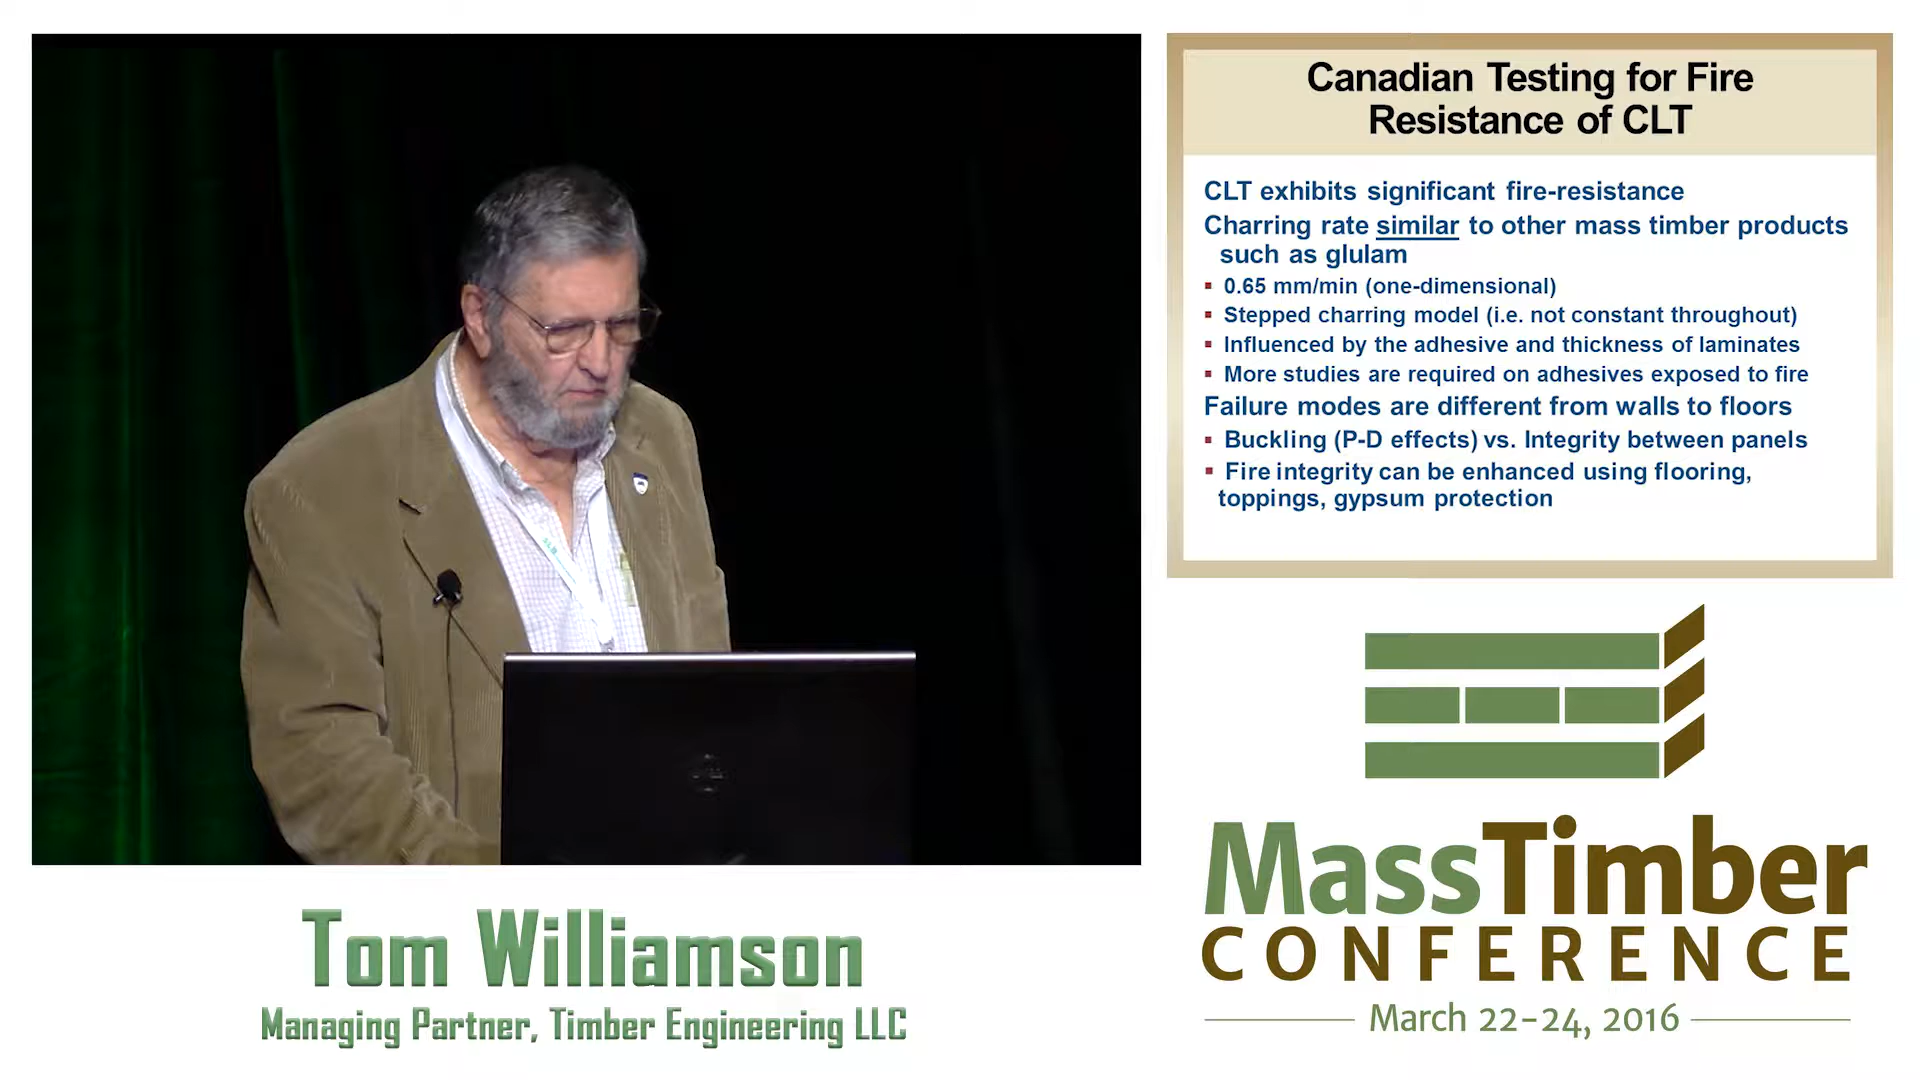 Canadian Testing for Fire
Resistance of CLT
CLT exhibits significant fire-resistance
Charring rate similar to other mass timber products
such as glulam
▪ 0.65 mm/min (one-dimensional)
▪ Stepped charring model (i.e. not constant throughout)
▪ Influenced by the adhesive and thickness of laminates
▪ More studies are required on adhesives exposed to fire
Failure modes are different from walls to floors
▪ Buckling (P-D effects) vs. Integrity between panels
▪ Fire integrity can be enhanced using flooring,
toppings, gypsum protection
MassTimber
CONFERENCE
March 22-24, 2016
Tom Williamson
Managing Partner, Timber Engineering LLC